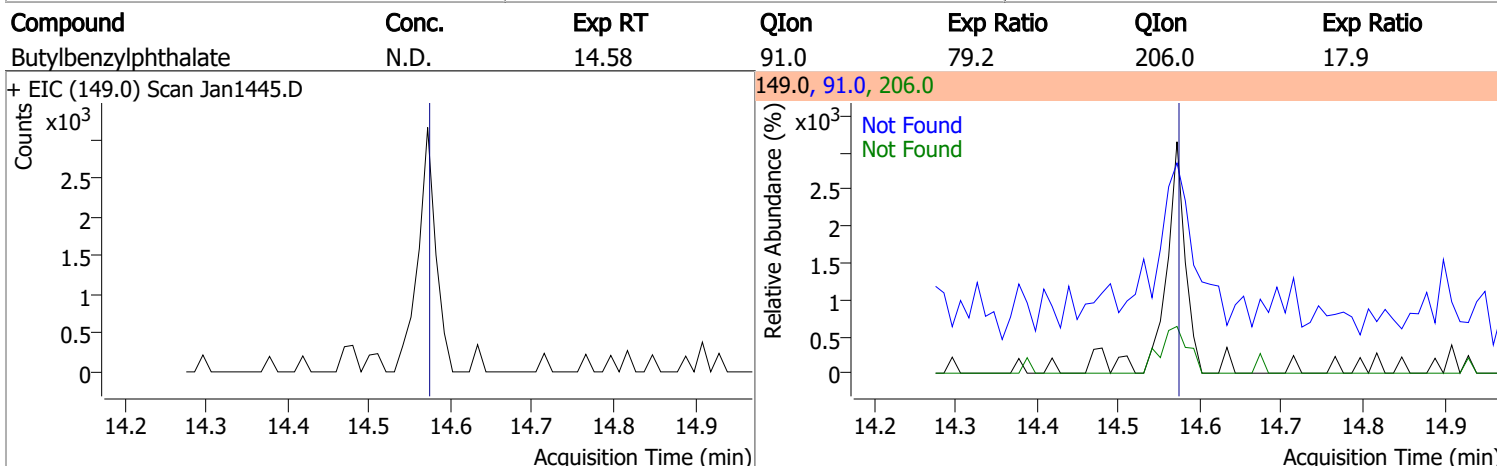 Compound Conc. Exp RT QIon Exp Ratio QIon Exp Ratio
Butylbenzylphthalate N.D. 14.58 91.0 79.2 206.0 17.9
+ EIC (149.0) Scan Jan1445.D
Counts
x10³
2.5
2
1.5
1
0.5
0
14.2 14.3 14.4 14.5 14.6 14.7 14.8 14.9
Acquisition Time (min)
149.0, 91.0, 206.0
Relative Abundance (%)
x10³
Not Found
Not Found
2.5
2
1.5
1
0.5
0
14.2 14.3 14.4 14.5 14.6 14.7 14.8 14.9
Acquisition Time (min)